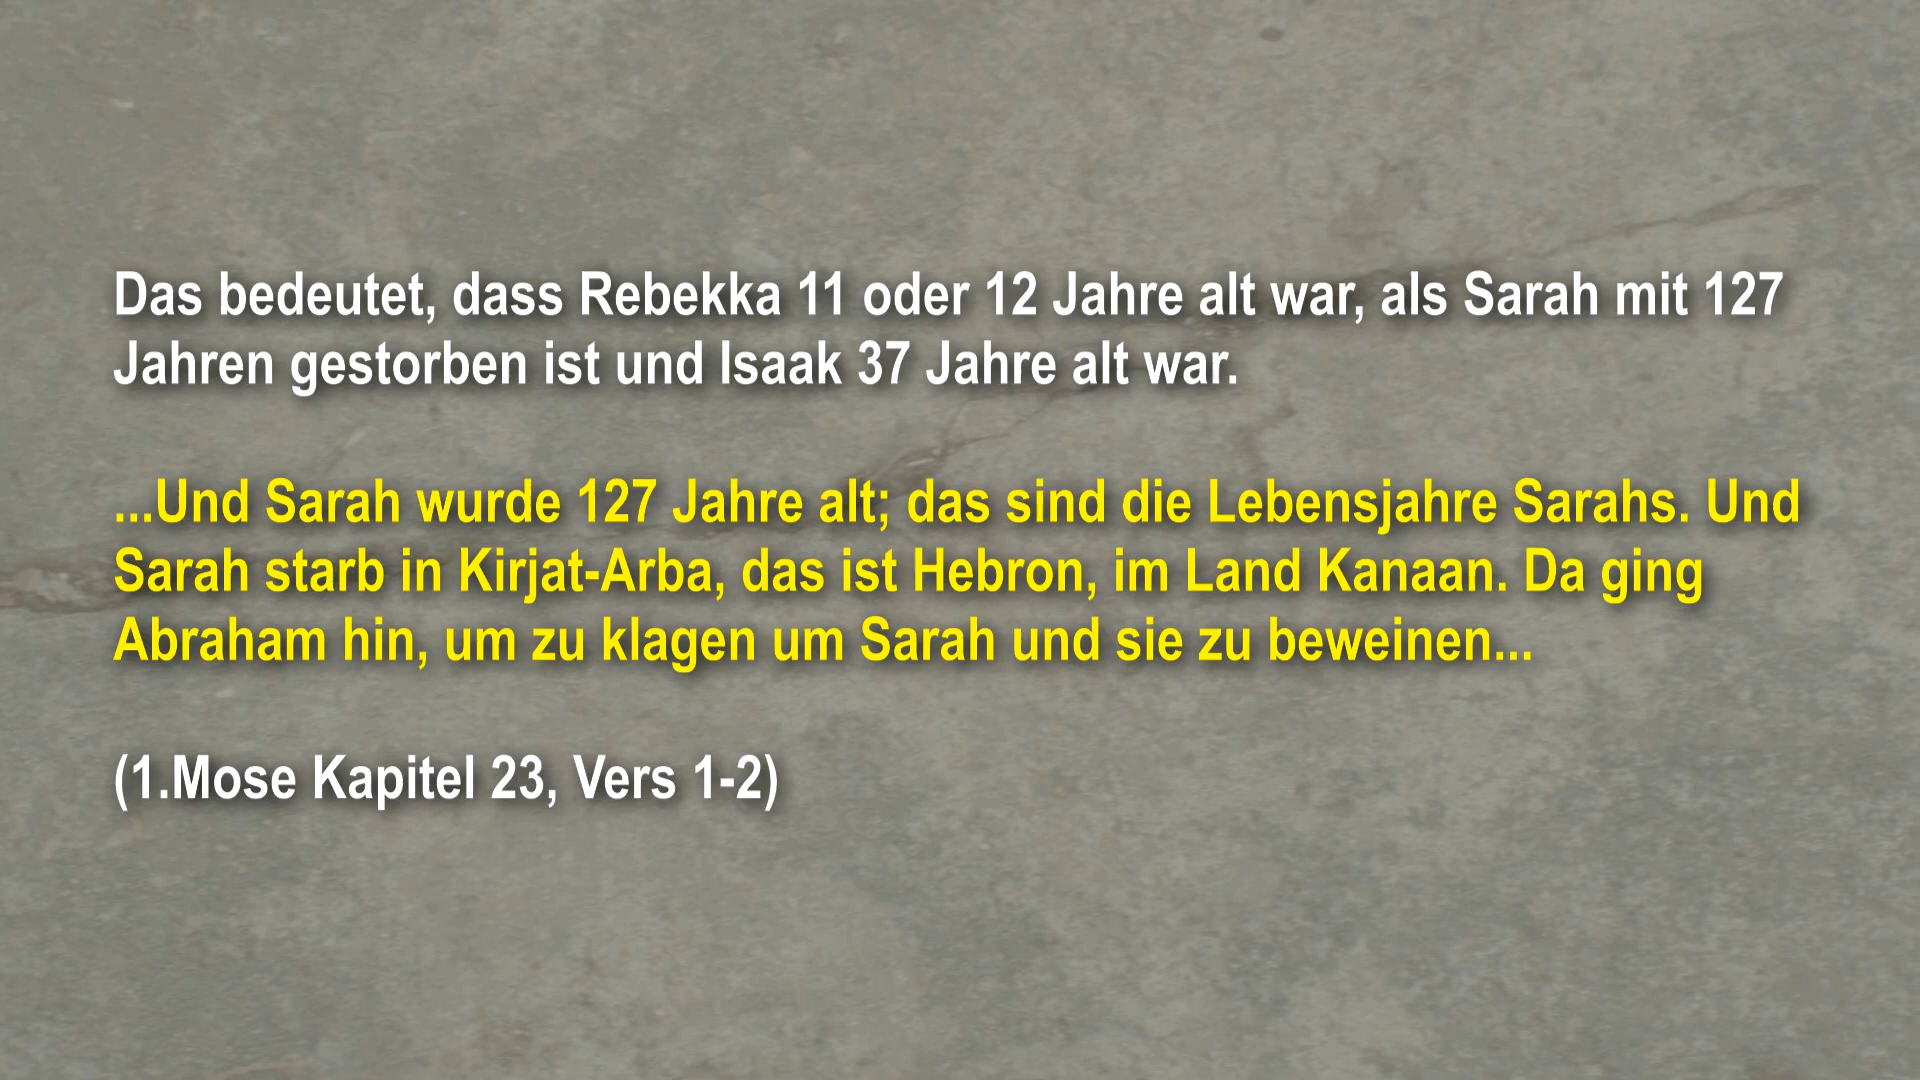 Das bedeutet, dass Rebekka 11 oder 12 Jahre alt war, als Sarah mit 127
Jahren gestorben ist und Isaak 37 Jahre alt war.
...Und Sarah wurde 127 Jahre alt; das sind die Lebensjahre Sarahs. Und
Sarah starb in Kirjat-Arba, das ist Hebron, im Land Kanaan. Da ging
Abraham hin, um zu klagen um Sarah und sie zu beweinen...
(1.Mose Kapitel 23, Vers 1-2)